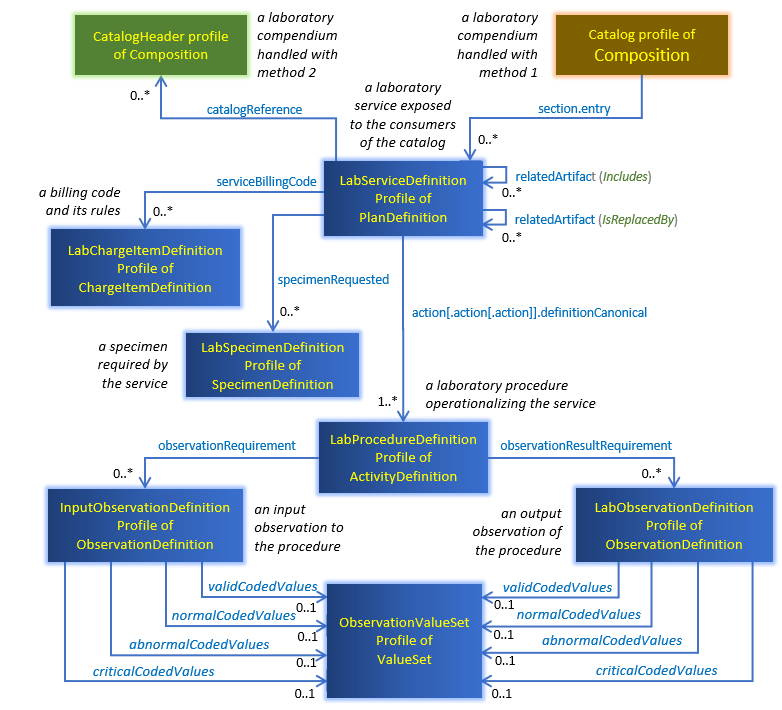 CatalogHeader profile
of Composition
a laboratory
compendium
handled with
method 2
a laboratory
compendium
handled with
method 1
Catalog profile of
Composition
0..*
catalogReference
a laboratory
service exposed
to the consumers
of the catalog
section.entry
0..*
serviceBillingCode
LabServiceDefinition
Profile of
PlanDefinition
relatedArtifact (Includes)
0..*
relatedArtifact (IsReplacedBy)
0..*
a billing code
and its rules
0..*
LabChargeItemDefinition
Profile of
ChargeItemDefinition
specimenRequested
0..*
action[.action[.action]].definitionCanonical
a specimen
required by
the service
LabSpecimenDefinition
Profile of
SpecimenDefinition
1..*
a laboratory procedure
operationalizing the service
observationRequirement
0..*
LabProcedureDefinition
Profile of
ActivityDefinition
observationResultRequirement
0..*
InputObservationDefinition
Profile of
ObservationDefinition
an input
observation to
the procedure
an output
observation of
the procedure
LabObservationDefinition
Profile of
ObservationDefinition
validCodedValues
0..1
normalCodedValues
0..1
abnormalCodedValues
0..1
criticalCodedValues
0..1
ObservationValueSet
Profile of
ValueSet
validCodedValues
0..1
normalCodedValues
0..1
abnormalCodedValues
0..1
criticalCodedValues
0..1